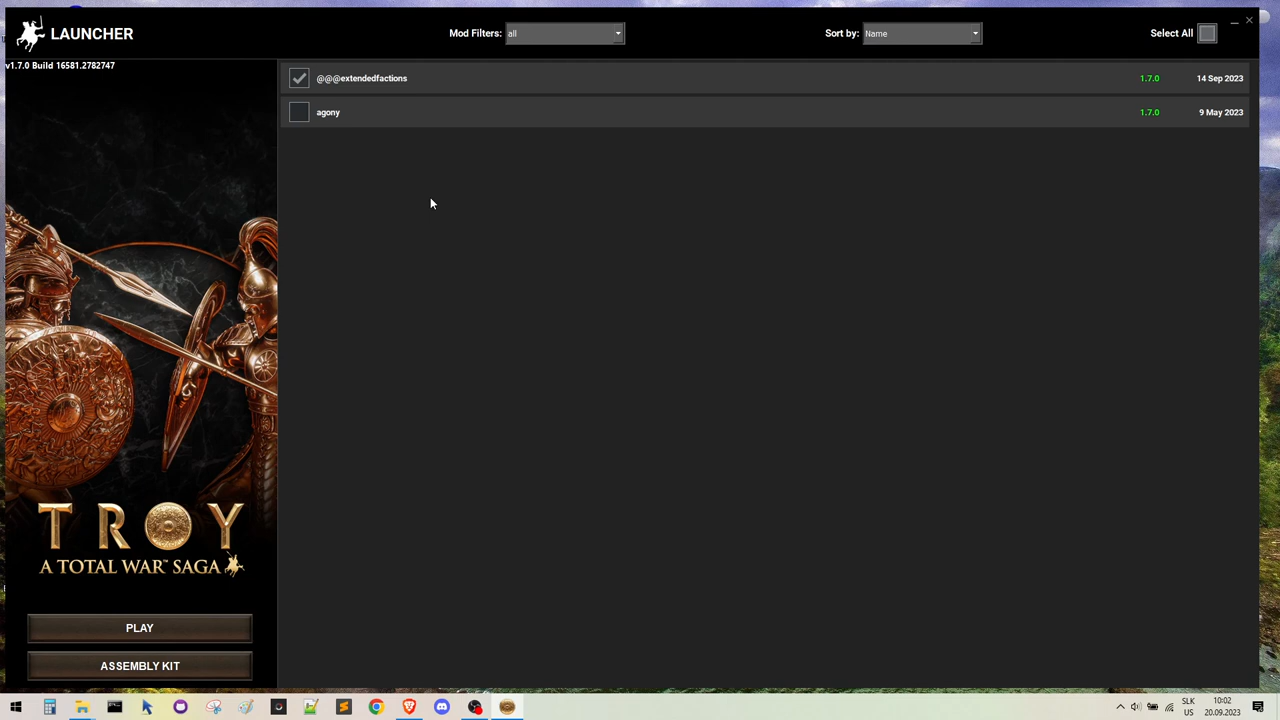 LAUNCHER
Mod Filters: all
Sort by: Name
Select All
v1.7.0 Build 16581.2782747
@@@extendedfactions 1.7.0 14 Sep 2023
agony 1.7.0 9 May 2023
TROY
A TOTAL WAR™ SAGA
PLAY
ASSEMBLY KIT
SLK 10:02
US 20.09.2023